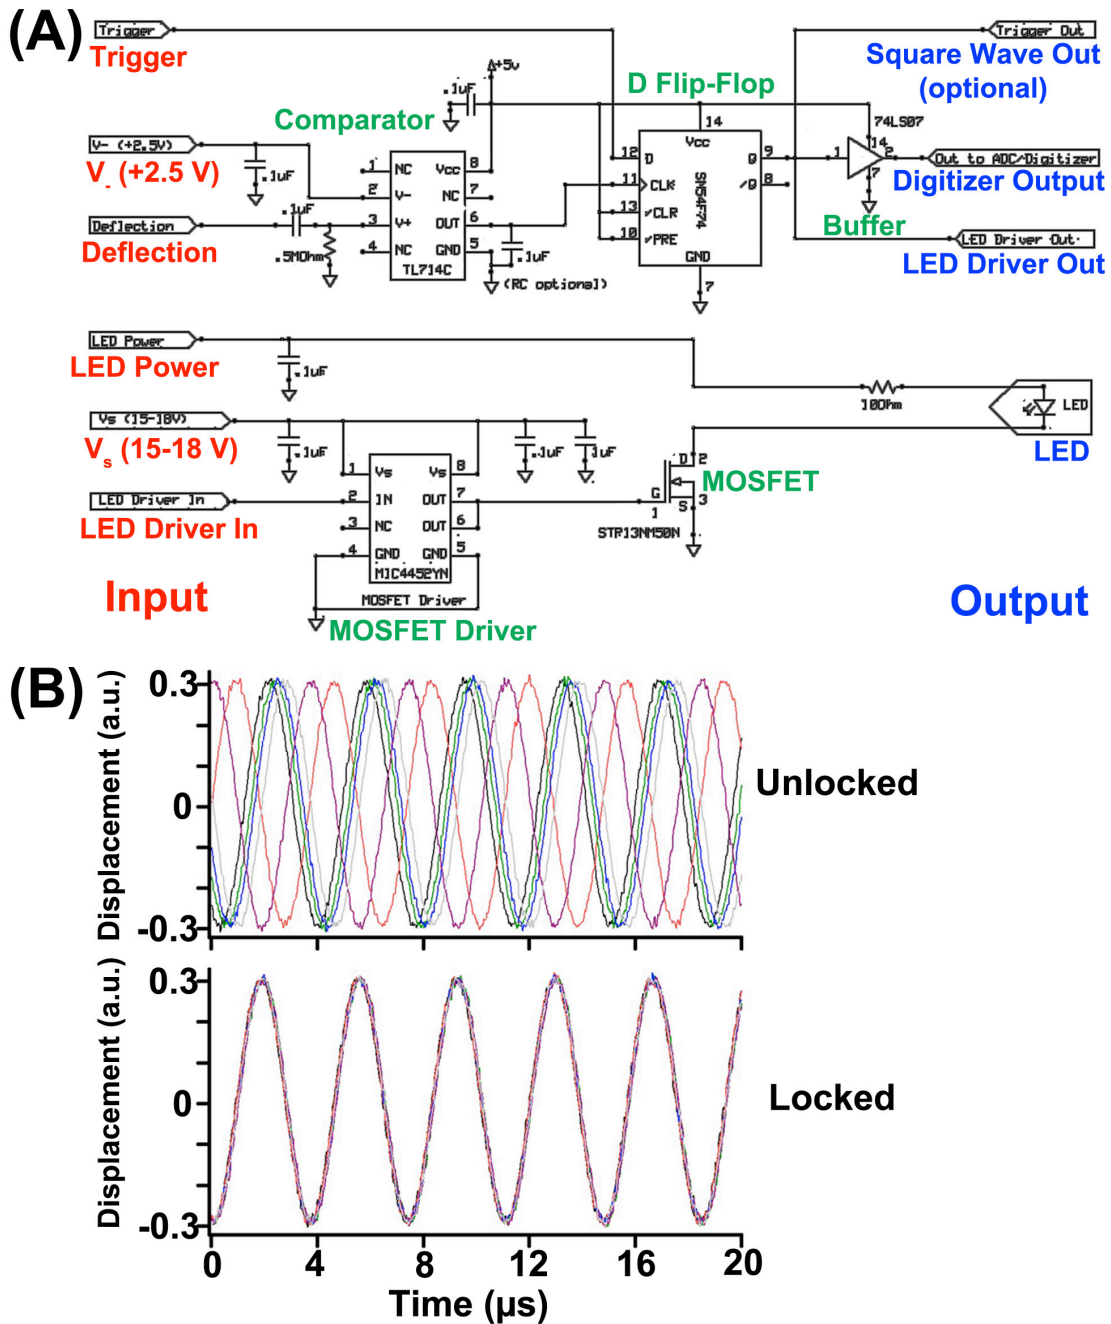 (A)
Trigger
Trigger
Trigger Out
Square Wave Out
(optional)
+5v
.1uF
D Flip-Flop
Comparator
14
Vcc
74LS07
14
V- (+2.5V)
V- (+2.5 V)
.1uF
1 NC Vcc 8
2 V- NC 7
3 V+ OUT 6
4 NC GND 5
TL714C
12 D Q 9
11 CLK /Q 8
13 /CLR
10 /PRE
SN54F74
GND
7
1
2
7
Out to ADC/Digitizer
Digitizer Output
Buffer
Deflection
Deflection
.1uF
.5MOhm
.1uF
(RC optional)
LED Driver Out
LED Driver Out
LED Power
LED Power
.1uF
10Ohm
LED
LED
Vs (15-18V)
Vs (15-18 V)
.1uF
.1uF
.1uF
1 Vs Vs 8
2 IN OUT 7
3 NC OUT 6
4 GND GND 5
MIC4452YN
MOSFET Driver
MOSFET Driver
LED Driver In
LED Driver In
D 2
G
1
S 3
MOSFET
STP13NM50N
Input
Output
(B)
Displacement (a.u.)
0.3
0
-0.3
Unlocked
Displacement (a.u.)
0.3
0
-0.3
Locked
0 4 8 12 16 20
Time (µs)